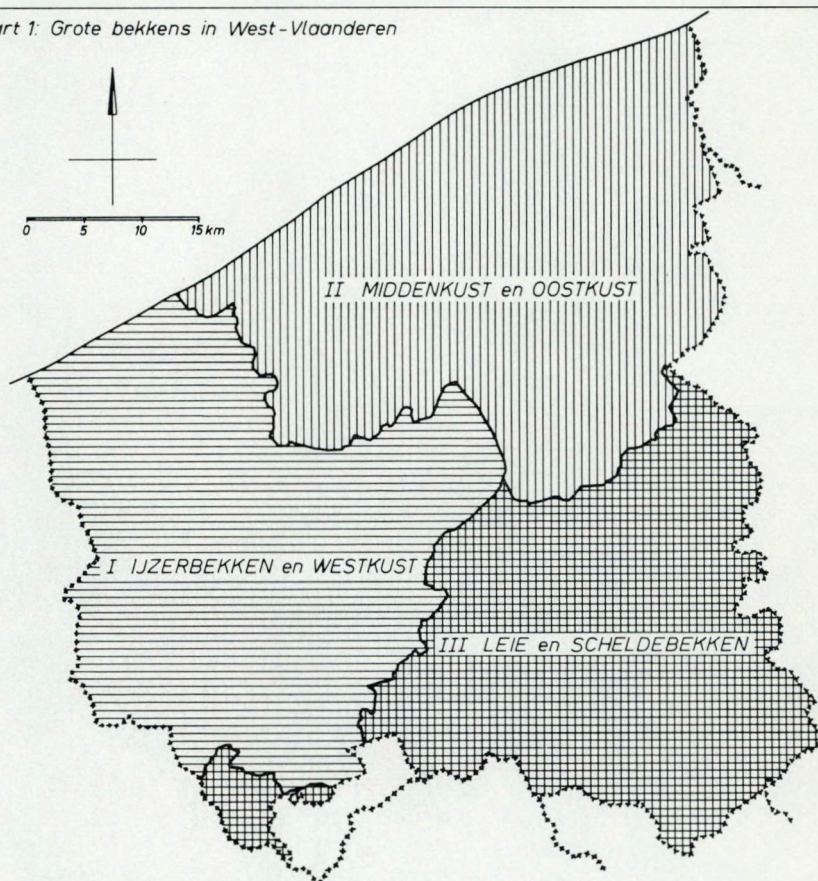 art 1: Grote bekkens in West-Vlaanderen
0 5 10 15 km
II MIDDENKUST en OOSTKUST
I IJZERBEKKEN en WESTKUST
III LEIE en SCHELDEBEKKEN